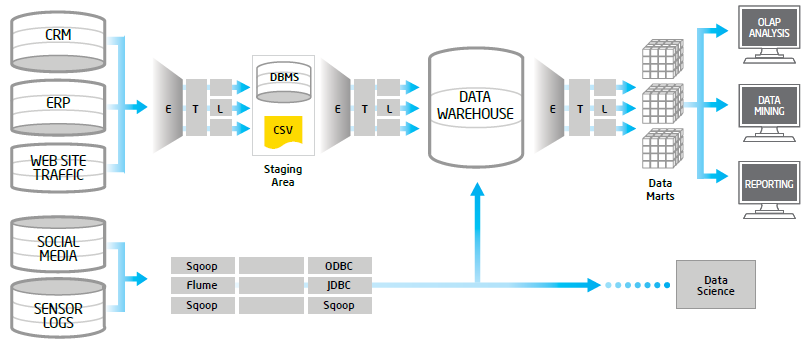 CRM
ERP
WEB SITE
TRAFFIC
E T L
DBMS
CSV
Staging
Area
E T L
DATA
WAREHOUSE
E T L
Data
Marts
OLAP
ANALYSIS
DATA
MINING
REPORTING
SOCIAL
MEDIA
SENSOR
LOGS
Sqoop ODBC
Flume JDBC
Sqoop Sqoop
Data
Science